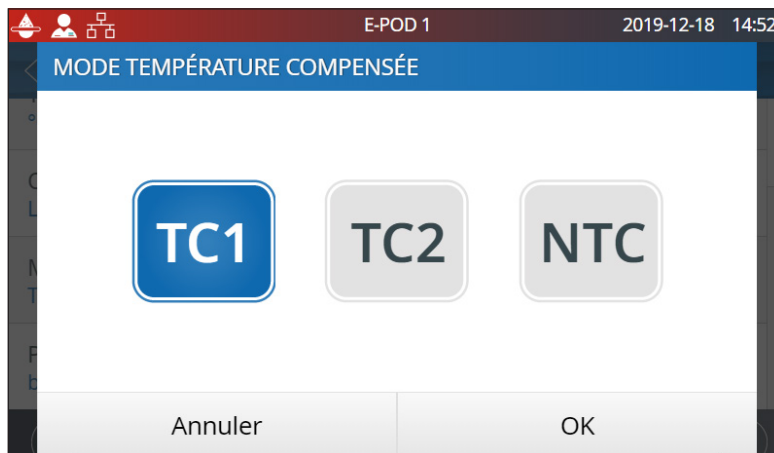 E-POD 1 2019-12-18 14:52
MODE TEMPÉRATURE COMPENSÉE
TC1 TC2 NTC
Annuler OK